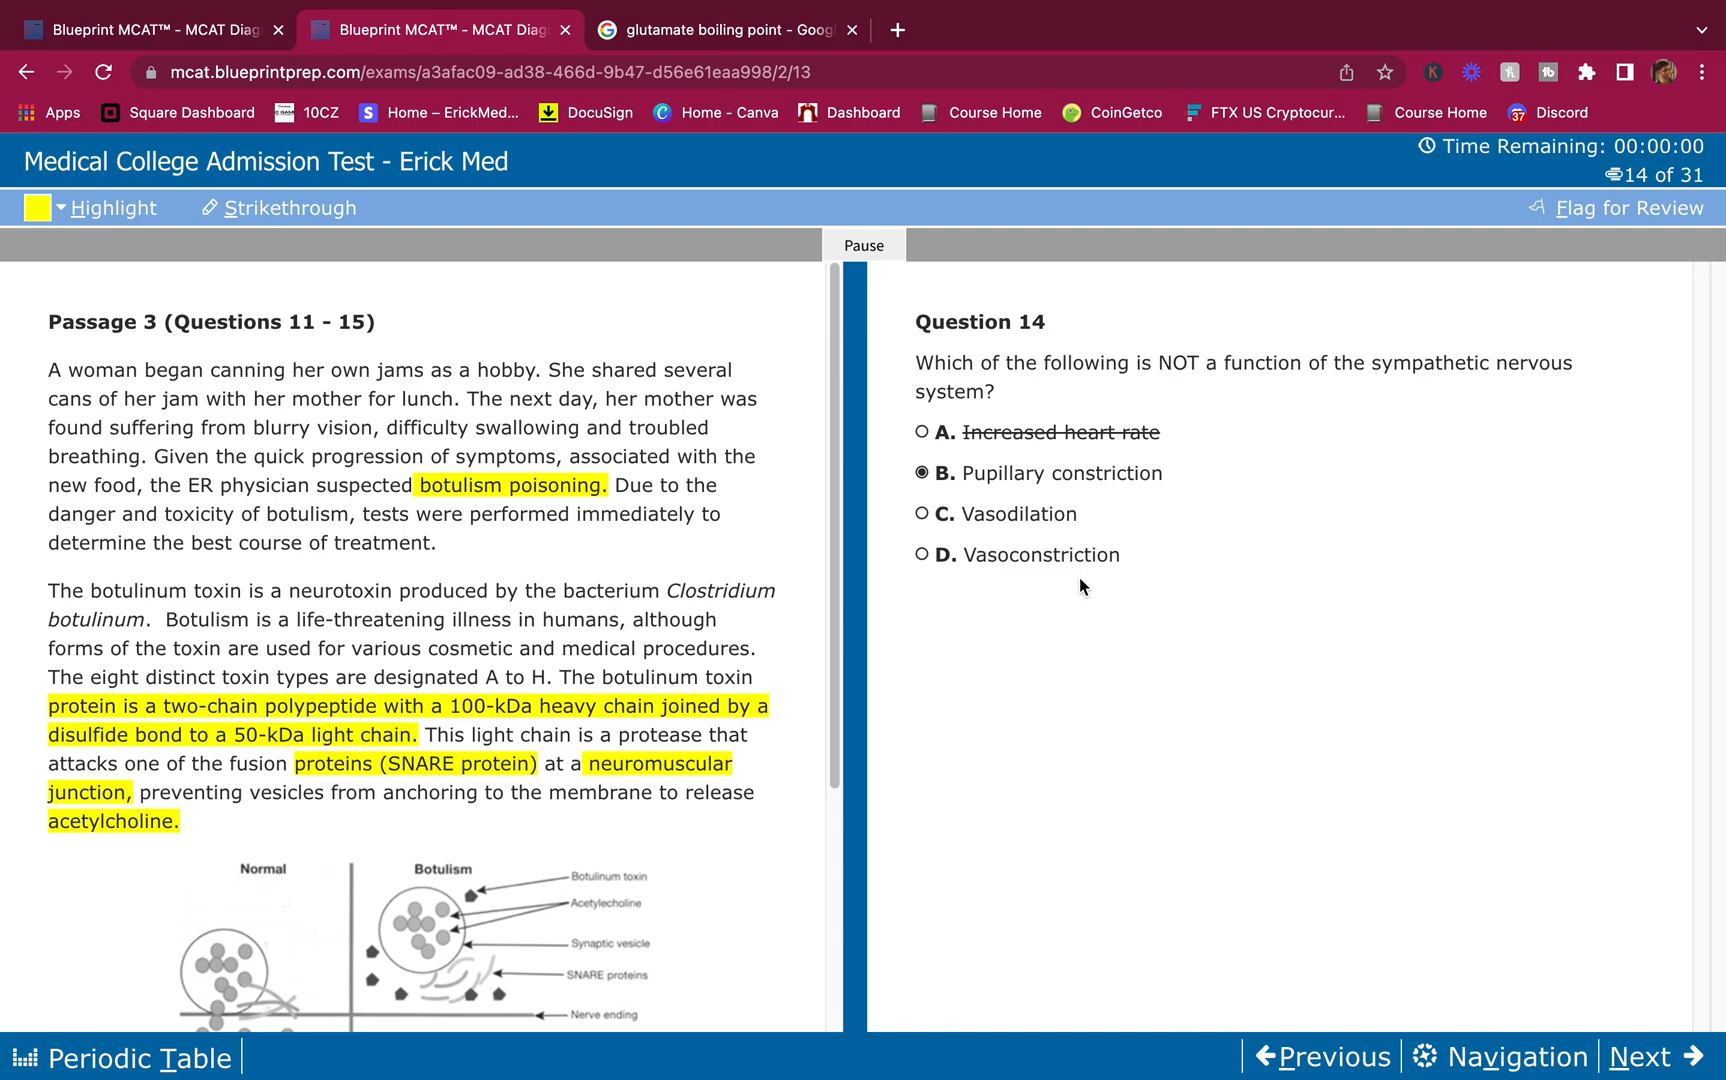 Blueprint MCAT™ - MCAT Diag
Blueprint MCAT™ - MCAT Diag
glutamate boiling point - Goog
mcat.blueprintprep.com/exams/a3afac09-ad38-466d-9b47-d56e61eaa998/2/13
Apps
Square Dashboard
10CZ
Home – ErickMed...
DocuSign
Home - Canva
Dashboard
Course Home
CoinGetco
FTX US Cryptocur...
Course Home
37
Discord
Medical College Admission Test - Erick Med
Time Remaining: 00:00:00
14 of 31
Highlight
Strikethrough
Flag for Review
Pause
Passage 3 (Questions 11 - 15)
A woman began canning her own jams as a hobby. She shared several
cans of her jam with her mother for lunch. The next day, her mother was
found suffering from blurry vision, difficulty swallowing and troubled
breathing. Given the quick progression of symptoms, associated with the
new food, the ER physician suspected botulism poisoning. Due to the
danger and toxicity of botulism, tests were performed immediately to
determine the best course of treatment.
The botulinum toxin is a neurotoxin produced by the bacterium Clostridium
botulinum. Botulism is a life-threatening illness in humans, although
forms of the toxin are used for various cosmetic and medical procedures.
The eight distinct toxin types are designated A to H. The botulinum toxin
protein is a two-chain polypeptide with a 100-kDa heavy chain joined by a
disulfide bond to a 50-kDa light chain. This light chain is a protease that
attacks one of the fusion proteins (SNARE protein) at a neuromuscular
junction, preventing vesicles from anchoring to the membrane to release
acetylcholine.
Normal
Botulism
Botulinum toxin
Acetylecholine
Synaptic vesicle
SNARE proteins
Nerve ending
Question 14
Which of the following is NOT a function of the sympathetic nervous
system?
A. Increased heart rate
B. Pupillary constriction
C. Vasodilation
D. Vasoconstriction
Periodic Table
Previous
Navigation
Next